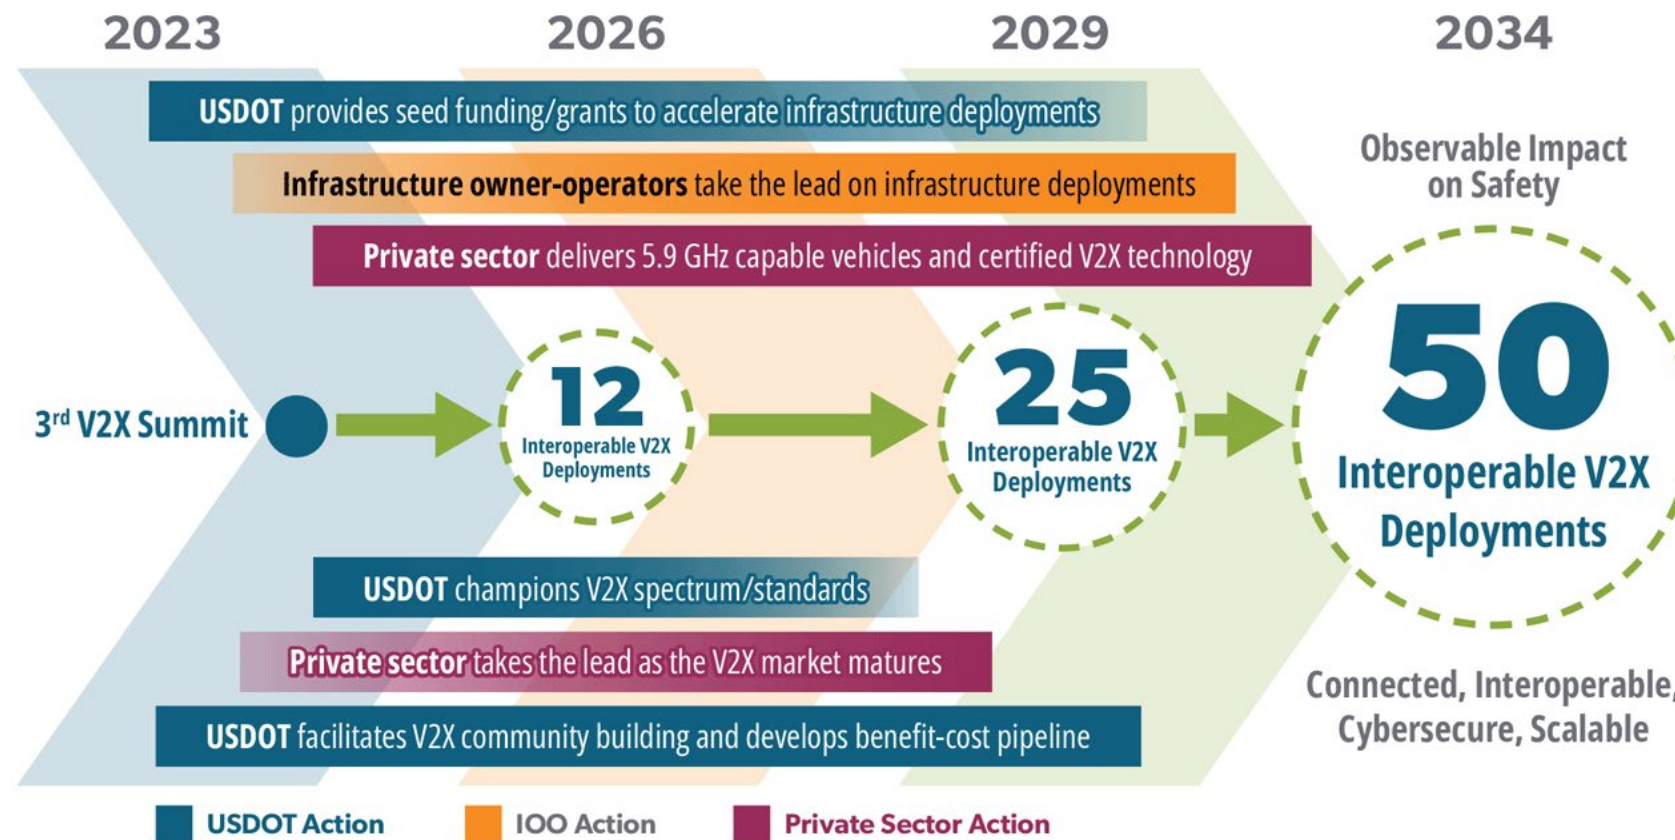 2023
2026
2029
2034
USDOT provides seed funding/grants to accelerate infrastructure deployments
Infrastructure owner-operators take the lead on infrastructure deployments
Private sector delivers 5.9 GHz capable vehicles and certified V2X technology
Observable Impact
on Safety
3rd V2X Summit
12
Interoperable V2X
Deployments
25
Interoperable V2X
Deployments
50
Interoperable V2X
Deployments
USDOT champions V2X spectrum/standards
Private sector takes the lead as the V2X market matures
USDOT facilitates V2X community building and develops benefit-cost pipeline
Connected, Interoperable,
Cybersecure, Scalable
USDOT Action
IOO Action
Private Sector Action